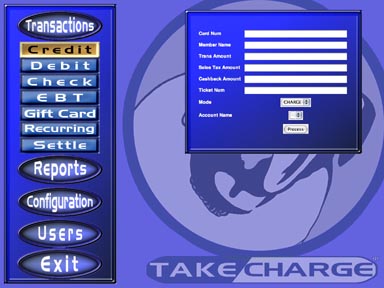 Transactions
Credit
Debit
Check
EBT
Gift Card
Recurring
Settle
Reports
Configuration
Users
Exit
Card Num
Member Name
Trans Amount
Sales Tax Amount
Cashback Amount
Ticket Num
Mode CHARGE
Account Name
Process
TAKE CHARGE